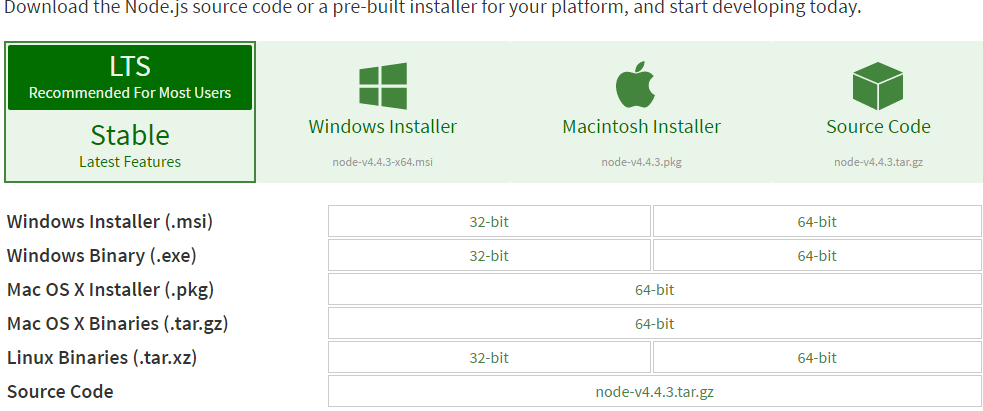 Download the Node.js source code or a pre-built installer for your platform, and start developing today.
LTS
Recommended For Most Users
Stable
Latest Features
Windows Installer
node-v4.4.3-x64.msi
Macintosh Installer
node-v4.4.3.pkg
Source Code
node-v4.4.3.tar.gz
Windows Installer (.msi) 32-bit 64-bit
Windows Binary (.exe) 32-bit 64-bit
Mac OS X Installer (.pkg) 64-bit
Mac OS X Binaries (.tar.gz) 64-bit
Linux Binaries (.tar.xz) 32-bit 64-bit
Source Code node-v4.4.3.tar.gz